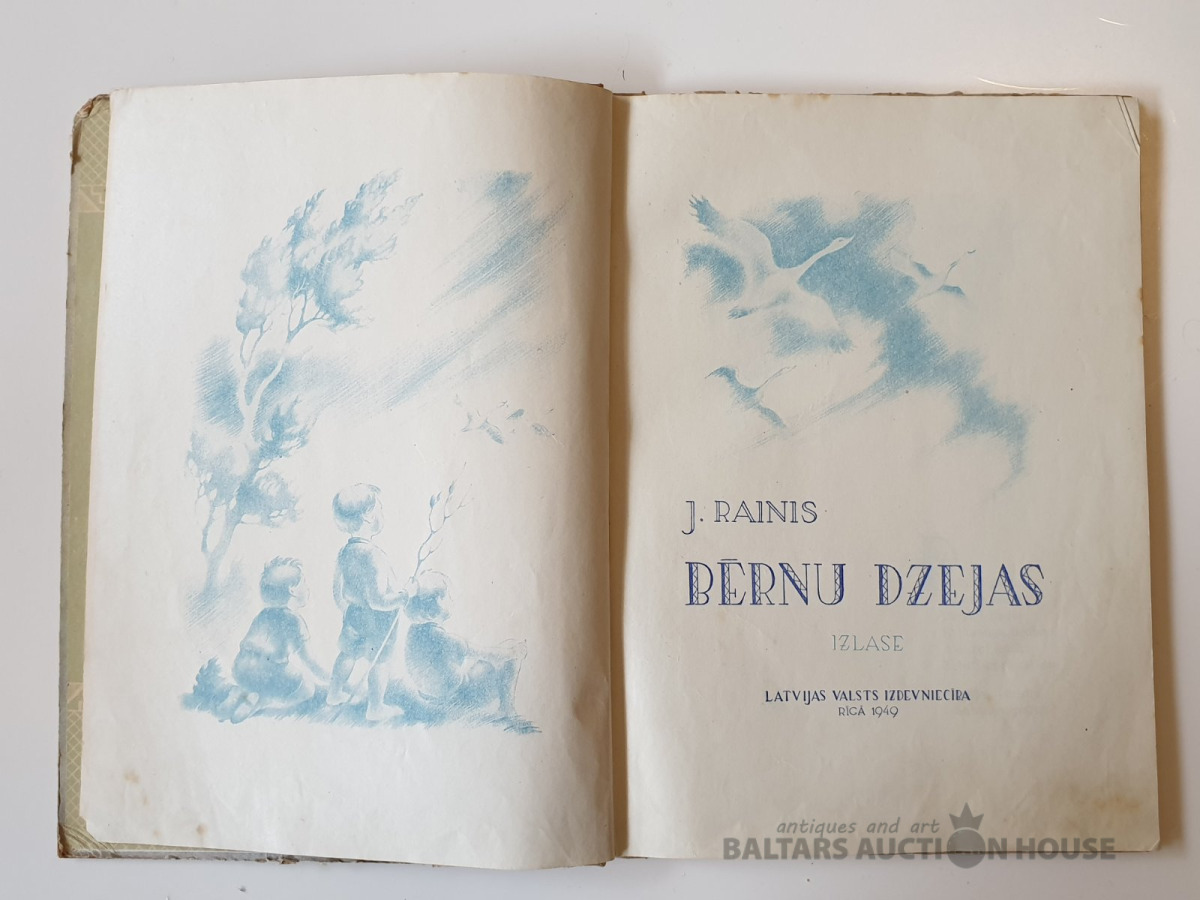 J. RAINIS
BĒRNU DZEJAS
IZLASE
LATVIJAS VALSTS IZDEVNIECĪBA
RĪGĀ 1949
antiques and art
BALTARS AUCTION HOUSE